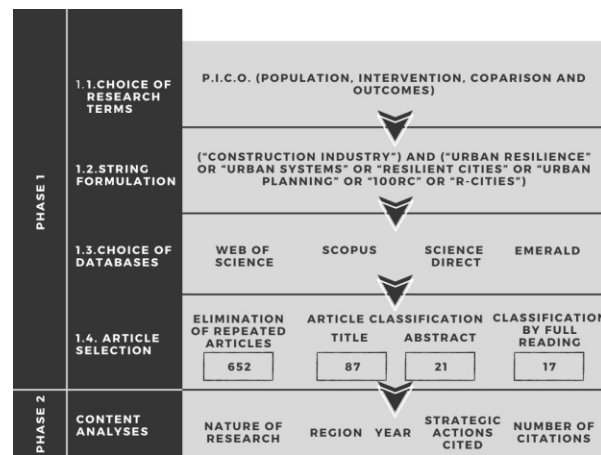 PHASE 1
1.1.CHOICE OF
RESEARCH
TERMS
P.I.C.O. (POPULATION, INTERVENTION, COPARISON AND
OUTCOMES)
1.2.STRING
FORMULATION
("CONSTRUCTION INDUSTRY") AND ("URBAN RESILIENCE"
OR "URBAN SYSTEMS" OR "RESILIENT CITIES" OR "URBAN
PLANNING" OR "100RC" OR "R-CITIES")
1.3.CHOICE OF
DATABASES
WEB OF
SCIENCE
SCOPUS
SCIENCE
DIRECT
EMERALD
1.4. ARTICLE
SELECTION
ELIMINATION
OF REPEATED
ARTICLES
652
ARTICLE CLASSIFICATION
TITLE
ABSTRACT
87
21
CLASSIFICATION
BY FULL
READING
17
PHASE 2
CONTENT
ANALYSES
NATURE OF
RESEARCH
REGION
YEAR
STRATEGIC
ACTIONS
CITED
NUMBER OF
CITATIONS